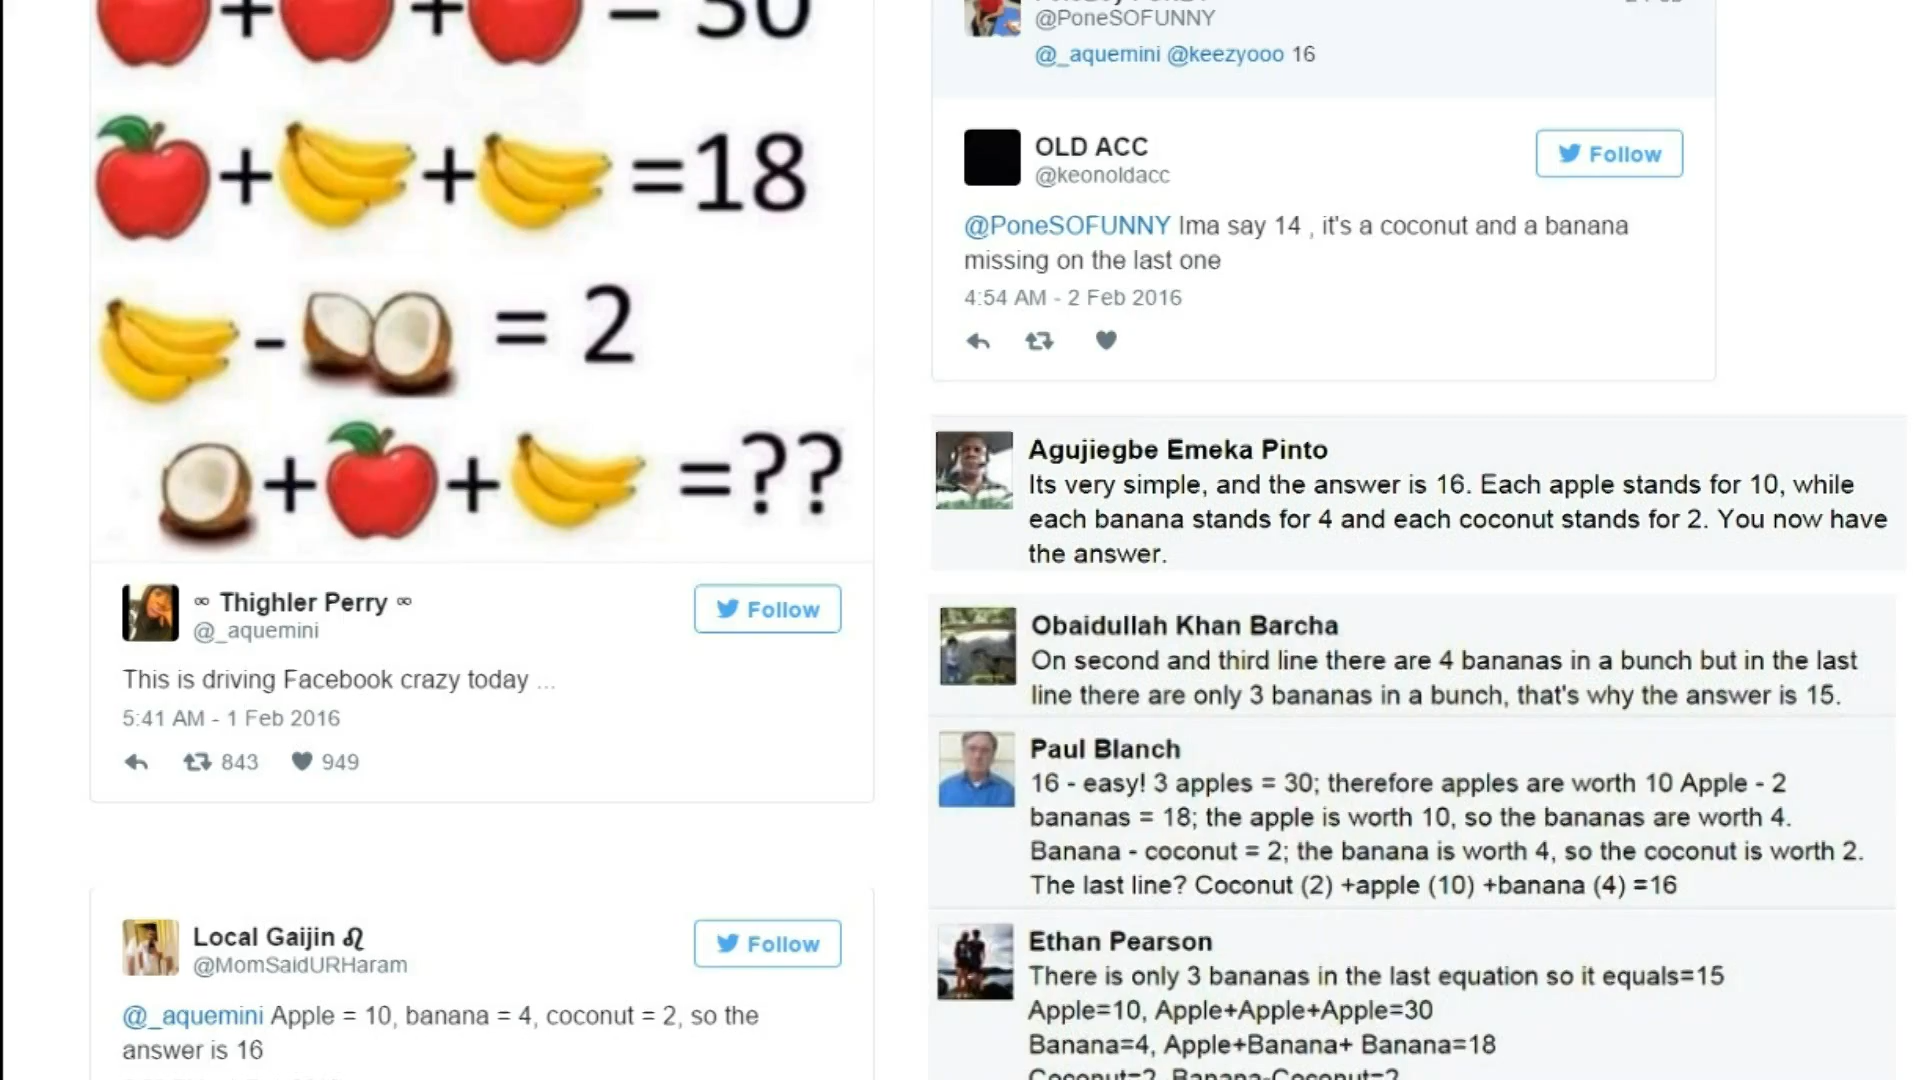 + + = 30
+ + =18
- = 2
+ + =??
∞ Thighler Perry ∞
@_aquemini
Follow
This is driving Facebook crazy today ...
5:41 AM - 1 Feb 2016
843 949
Local Gaijin ♌
@MomSaidURHaram
Follow
@_aquemini Apple = 10, banana = 4, coconut = 2, so the
answer is 16
@PoneSOFUNNY
@_aquemini @keezyooo 16
OLD ACC
@keonoldacc
Follow
@PoneSOFUNNY Ima say 14 , it's a coconut and a banana
missing on the last one
4:54 AM - 2 Feb 2016
Agujiegbe Emeka Pinto
Its very simple, and the answer is 16. Each apple stands for 10, while
each banana stands for 4 and each coconut stands for 2. You now have
the answer.
Obaidullah Khan Barcha
On second and third line there are 4 bananas in a bunch but in the last
line there are only 3 bananas in a bunch, that's why the answer is 15.
Paul Blanch
16 - easy! 3 apples = 30; therefore apples are worth 10 Apple - 2
bananas = 18; the apple is worth 10, so the bananas are worth 4.
Banana - coconut = 2; the banana is worth 4, so the coconut is worth 2.
The last line? Coconut (2) +apple (10) +banana (4) =16
Ethan Pearson
There is only 3 bananas in the last equation so it equals=15
Apple=10, Apple+Apple+Apple=30
Banana=4, Apple+Banana+ Banana=18
Coconut=2, Banana-Coconut=2